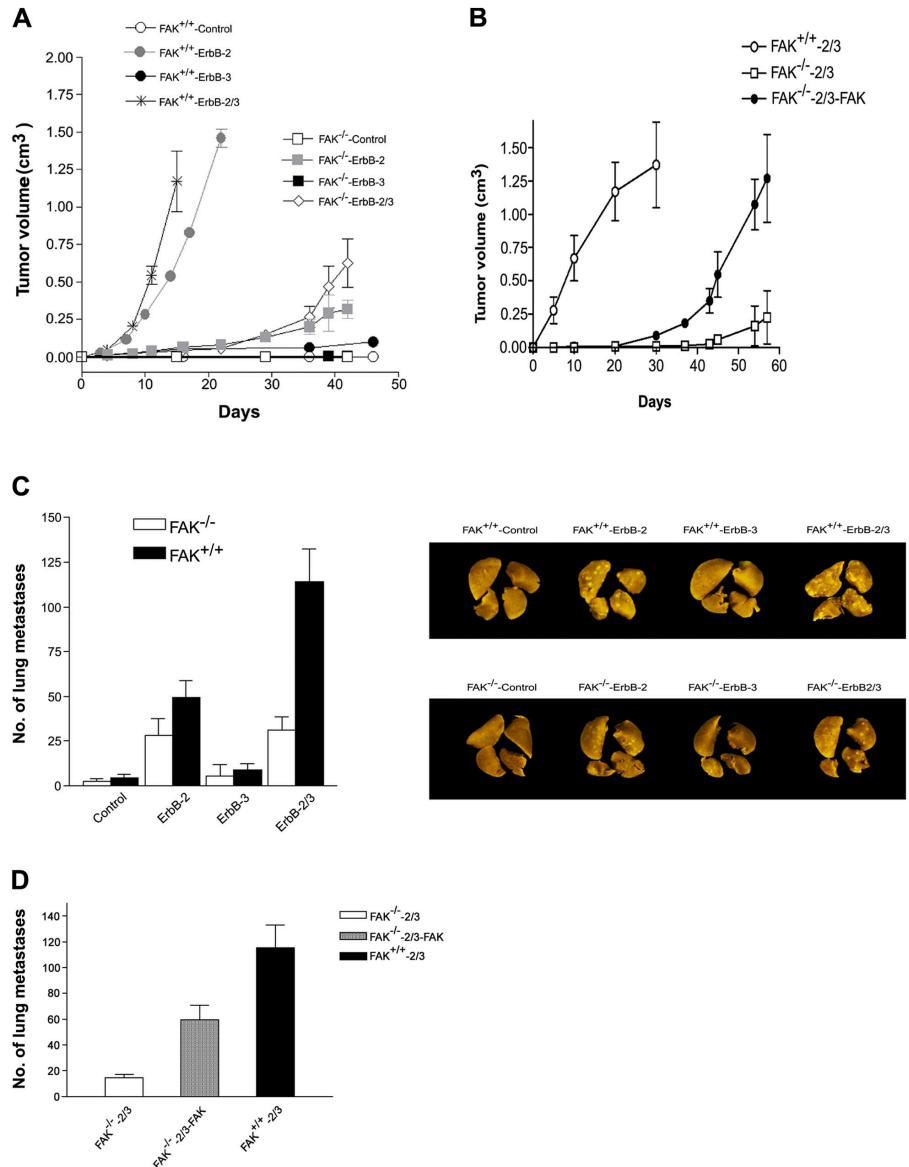 A
FAK+/+-Control
FAK+/+-ErbB-2
FAK+/+-ErbB-3
FAK+/+-ErbB-2/3
FAK-/--Control
FAK-/--ErbB-2
FAK-/--ErbB-3
FAK-/--ErbB-2/3
Tumor volume (cm3)
2.00
1.75
1.50
1.25
1.00
0.75
0.50
0.25
0.00
0 10 20 30 40 50
Days
B
FAK+/+-2/3
FAK-/--2/3
FAK-/--2/3-FAK
Tumor volume (cm3)
1.50
1.25
1.00
0.75
0.50
0.25
0.00
0 10 20 30 40 50 60
Days
C
FAK-/-
FAK+/+
No. of lung metastases
150
125
100
75
50
25
0
Control ErbB-2 ErbB-3 ErbB-2/3
FAK+/+-Control FAK+/+-ErbB-2 FAK+/+-ErbB-3 FAK+/+-ErbB-2/3
FAK-/--Control FAK-/--ErbB-2 FAK-/--ErbB-3 FAK-/--ErbB2/3
D
No. of lung metastases
140
120
100
80
60
40
20
0
FAK-/--2/3
FAK-/--2/3-FAK
FAK+/+-2/3
FAK-/--2/3 FAK-/--2/3-FAK FAK+/+-2/3